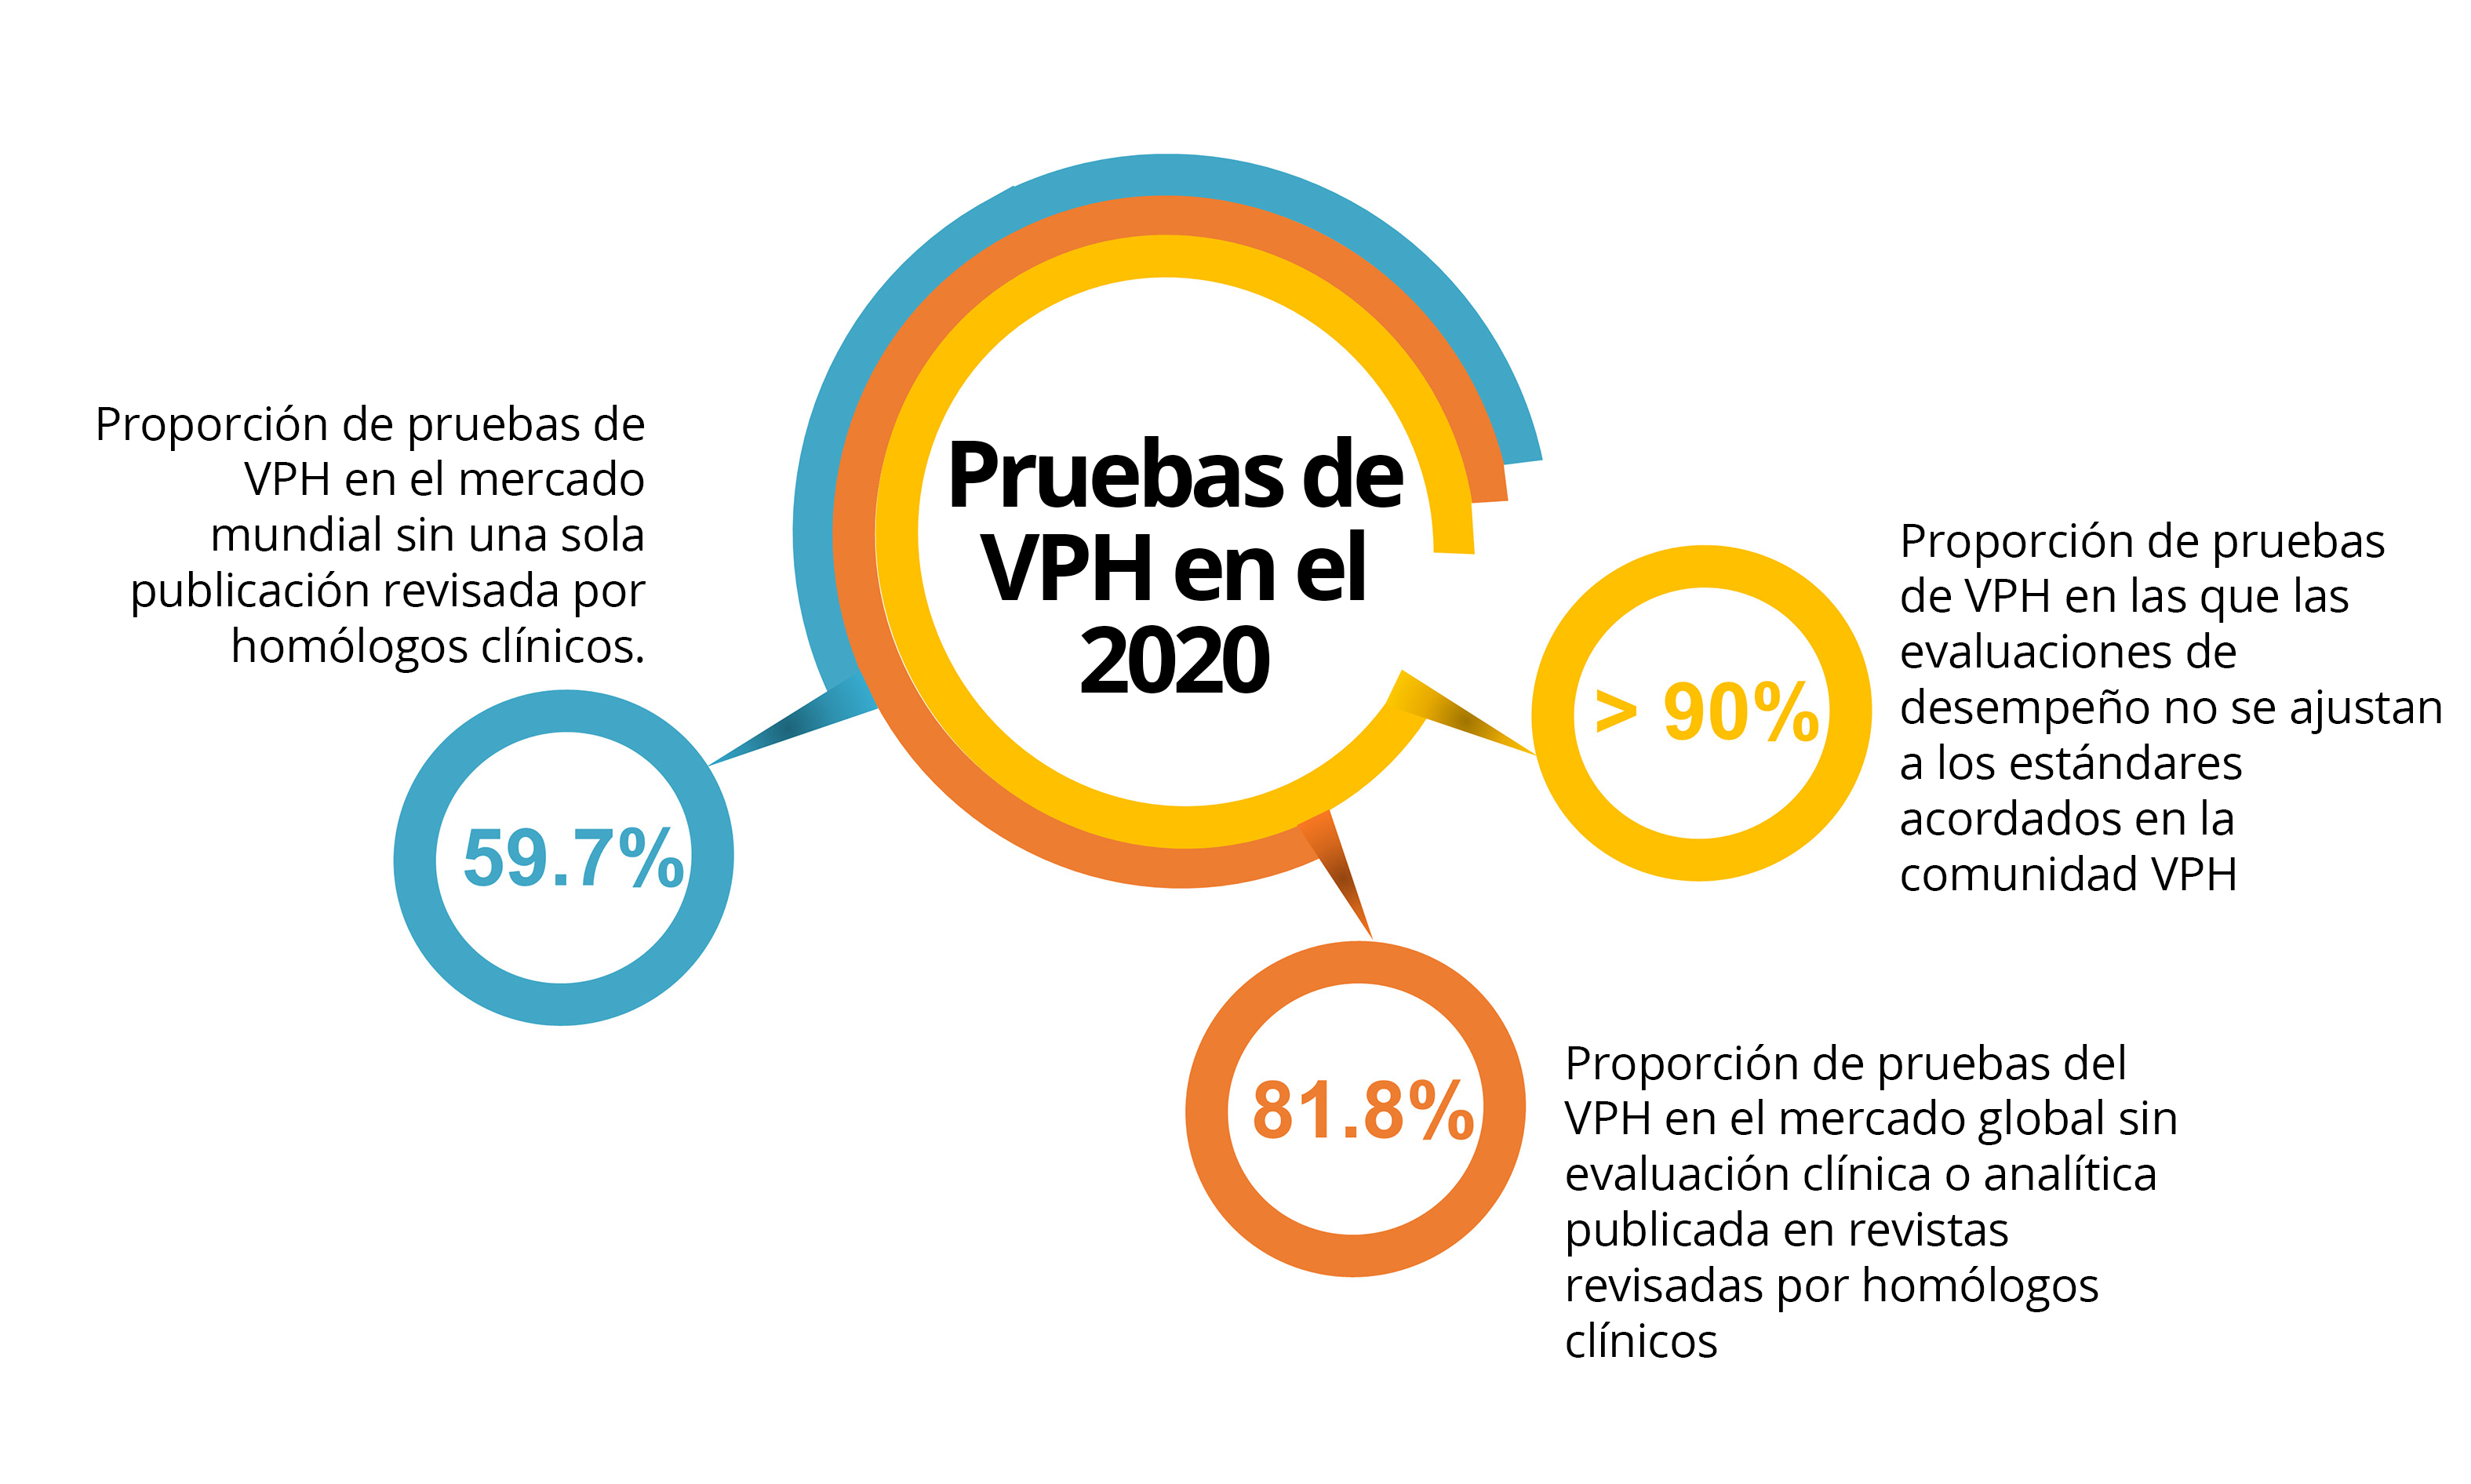 Pruebas de
VPH en el
2020
Proporción de pruebas de
VPH en el mercado
mundial sin una sola
publicación revisada por
homólogos clínicos.
59.7%
> 90%
Proporción de pruebas
de VPH en las que las
evaluaciones de
desempeño no se ajustan
a los estándares
acordados en la
comunidad VPH
81.8%
Proporción de pruebas del
VPH en el mercado global sin
evaluación clínica o analítica
publicada en revistas
revisadas por homólogos
clínicos